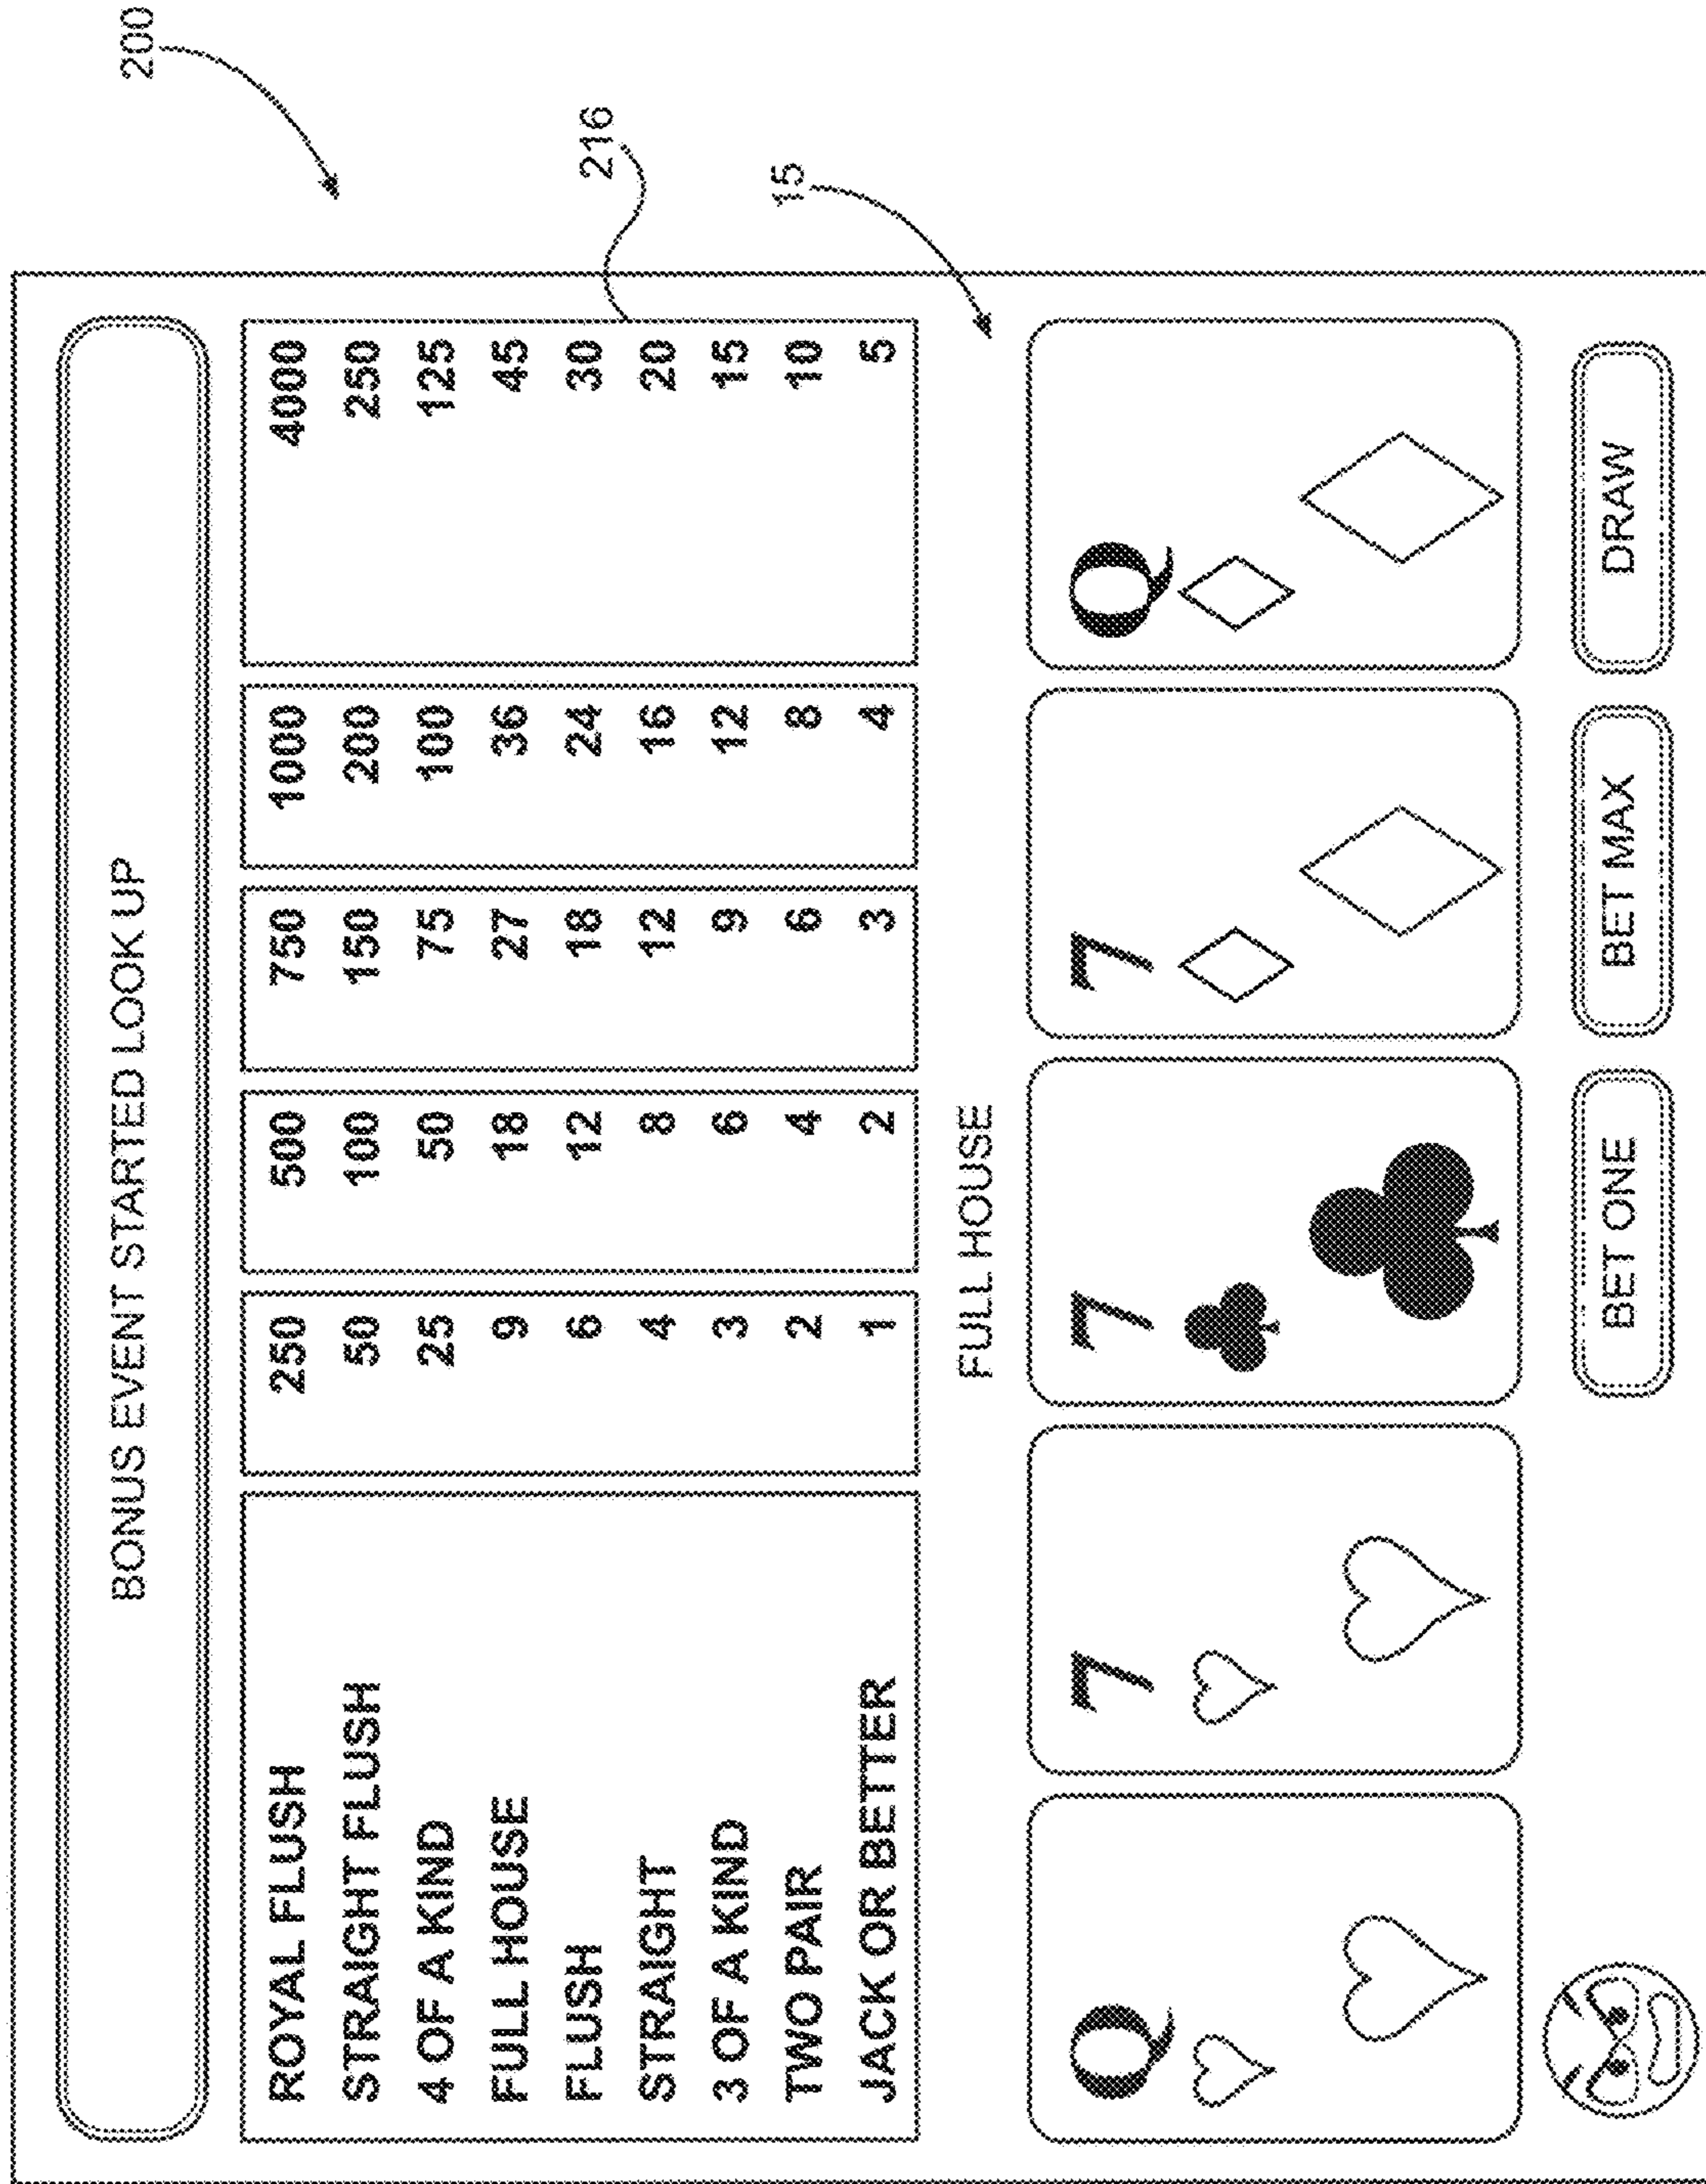 200
BONUS EVENT STARTED LOOK UP
ROYAL FLUSH 250 500 750 1000 4000
STRAIGHT FLUSH 50 100 150 200 250
4 OF A KIND 25 50 75 100 125
FULL HOUSE 9 18 27 36 45
FLUSH 6 12 18 24 30
STRAIGHT 4 8 12 16 20
3 OF A KIND 3 6 9 12 15
TWO PAIR 2 4 6 8 10
JACK OR BETTER 1 2 3 4 5
216
15
FULL HOUSE
Q 7 7 7 Q
BET ONE BET MAX DRAW